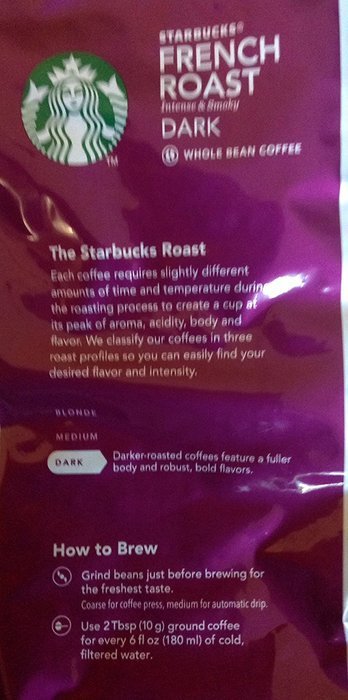 STARBUCKS®
FRENCH
ROAST
Intense & Smoky
DARK
WHOLE BEAN COFFEE
TM
The Starbucks Roast
Each coffee requires slightly different
amounts of time and temperature durin
the roasting process to create a cup at
its peak of aroma, acidity, body and
flavor. We classify our coffees in three
roast profiles so you can easily find your
desired flavor and intensity.
BLONDE
MEDIUM
DARK
Darker-roasted coffees feature a fuller
body and robust, bold flavors.
How to Brew
Grind beans just before brewing for
the freshest taste.
Coarse for coffee press, medium for automatic drip.
Use 2 Tbsp (10 g) ground coffee
for every 6 fl oz (180 ml) of cold,
filtered water.